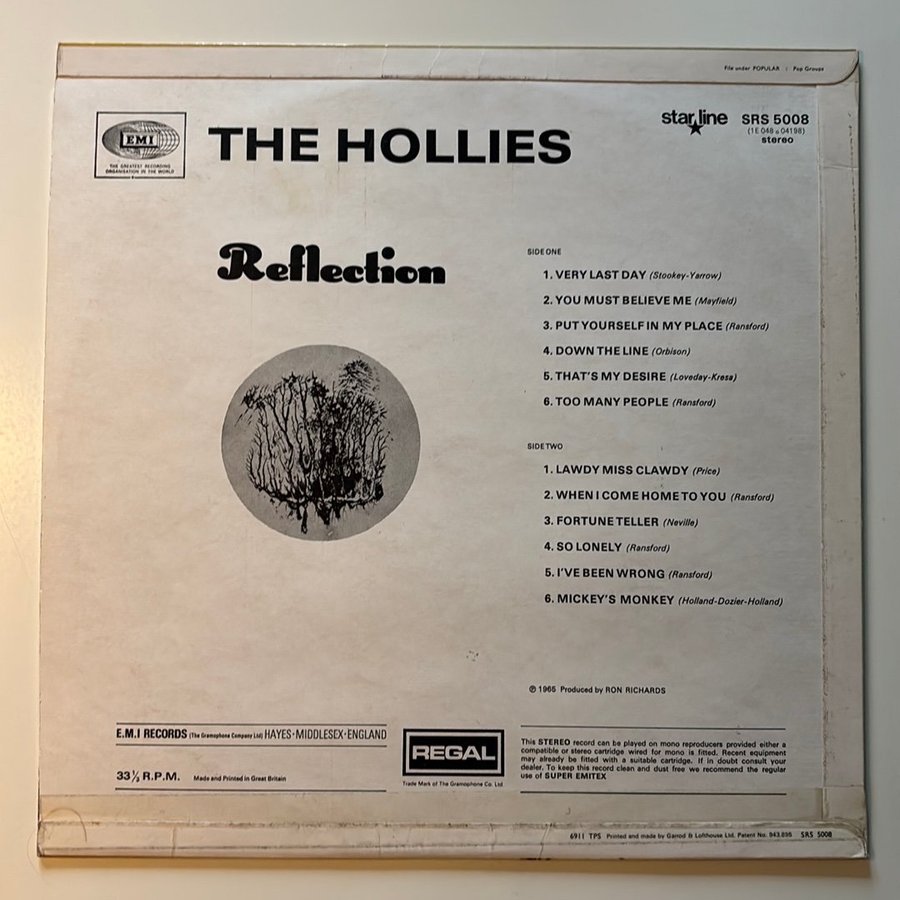 File under POPULAR : Pop Groups
EMI
THE GREATEST RECORDING
ORGANISATION IN THE WORLD
THE HOLLIES
star line SRS 5008
(1E 048 o 04198)
stereo
Reflection
SIDE ONE
1. VERY LAST DAY (Stookey-Yarrow)
2. YOU MUST BELIEVE ME (Mayfield)
3. PUT YOURSELF IN MY PLACE (Ransford)
4. DOWN THE LINE (Orbison)
5. THAT'S MY DESIRE (Loveday-Kresa)
6. TOO MANY PEOPLE (Ransford)
SIDE TWO
1. LAWDY MISS CLAWDY (Price)
2. WHEN I COME HOME TO YOU (Ransford)
3. FORTUNE TELLER (Neville)
4. SO LONELY (Ransford)
5. I'VE BEEN WRONG (Ransford)
6. MICKEY'S MONKEY (Holland-Dozier-Holland)
℗ 1965 Produced by RON RICHARDS
E.M.I RECORDS (The Gramophone Company Ltd) HAYES·MIDDLESEX·ENGLAND
33⅓ R.P.M. Made and Printed in Great Britain
REGAL
Trade Mark of The Gramophone Co. Ltd.
This STEREO record can be played on mono reproducers provided either a
compatible or stereo cartridge wired for mono is fitted. Recent equipment
may already be fitted with a suitable cartridge. If in doubt consult your
dealer. To keep this record clean and dust free we recommend the regular
use of SUPER EMITEX
6911 TPS Printed and made by Garrod & Lofthouse Ltd. Patent No. 943,895 SRS 5008